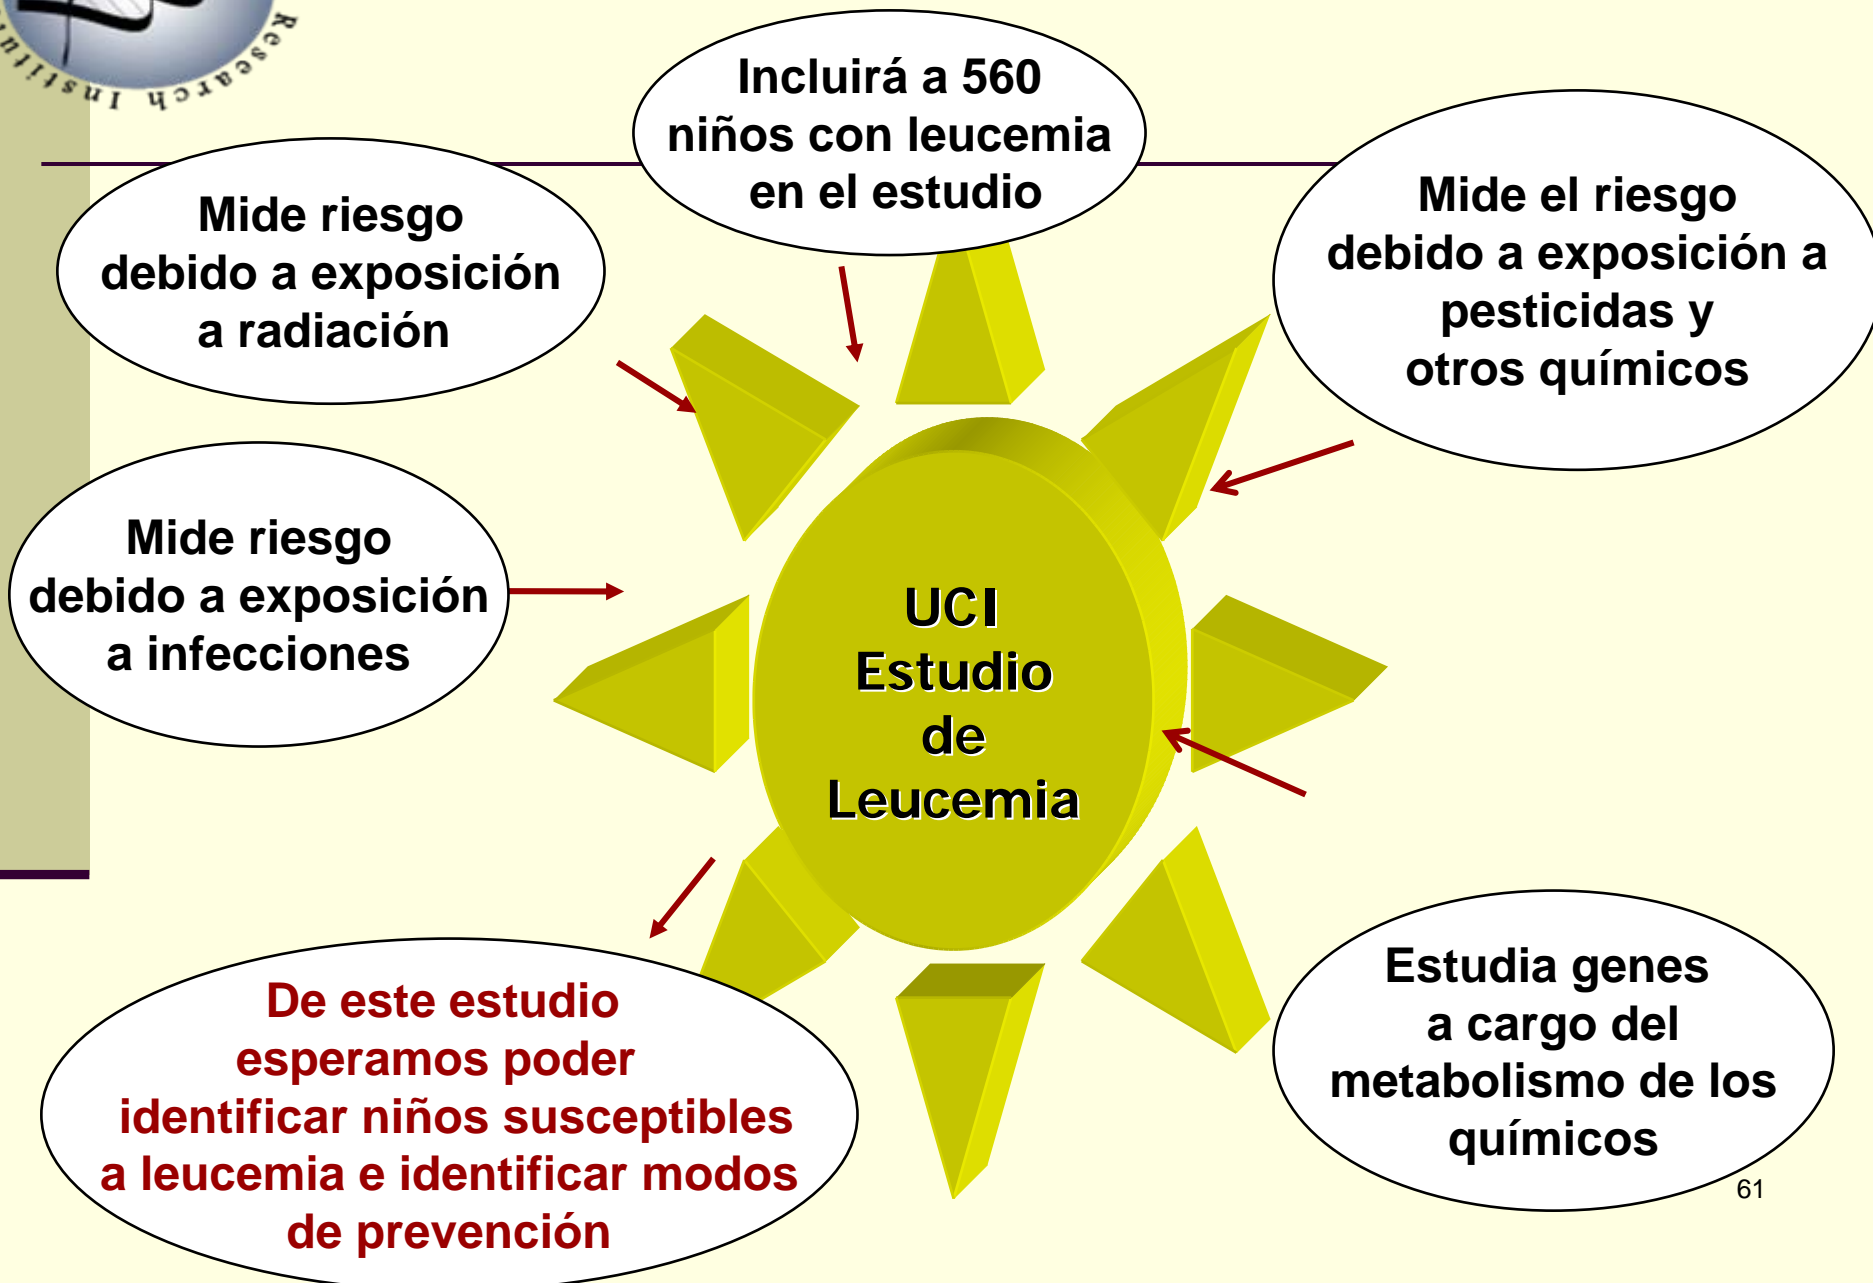 Research Institu
Incluirá a 560
niños con leucemia
en el estudio
Mide riesgo
debido a exposición
a radiación
Mide el riesgo
debido a exposición a
pesticidas y
otros químicos
Mide riesgo
debido a exposición
a infecciones
UCI
Estudio
de
Leucemia
De este estudio
esperamos poder
identificar niños susceptibles
a leucemia e identificar modos
de prevención
Estudia genes
a cargo del
metabolismo de los
químicos
61